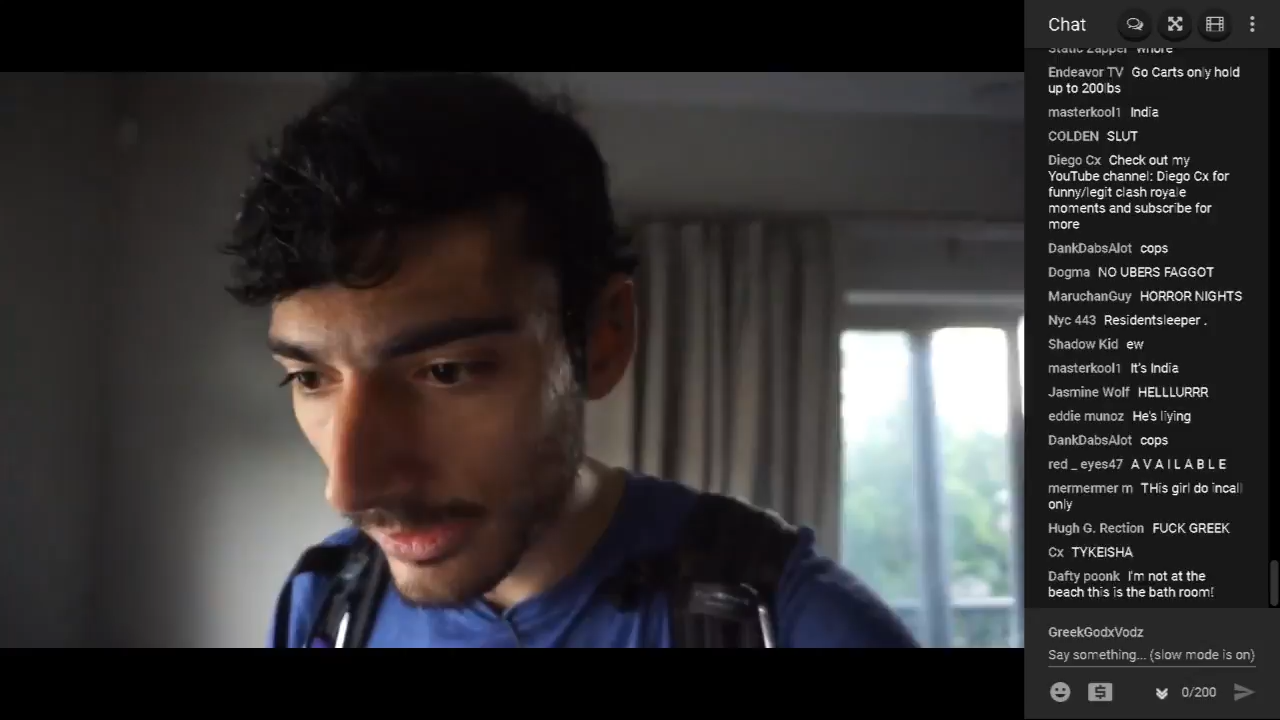 Chat
Static Zapper whore
Endeavor TV Go Carts only hold
up to 200lbs
masterkool1 India
COLDEN SLUT
Diego Cx Check out my
YouTube channel: Diego Cx for
funny/legit clash royale
moments and subscribe for
more
DankDabsAlot cops
Dogma NO UBERS FAGGOT
MaruchanGuy HORROR NIGHTS
Nyc 443 Residentsleeper .
Shadow Kid ew
masterkool1 It's India
Jasmine Wolf HELLLURRR
eddie munoz He's liying
DankDabsAlot cops
red _ eyes47 A V A I L A B L E
mermermer m THis girl do incall
only
Hugh G. Rection FUCK GREEK
Cx TYKEISHA
Dafty poonk I'm not at the
beach this is the bath room!
GreekGodxVodz
Say something... (slow mode is on)
0/200